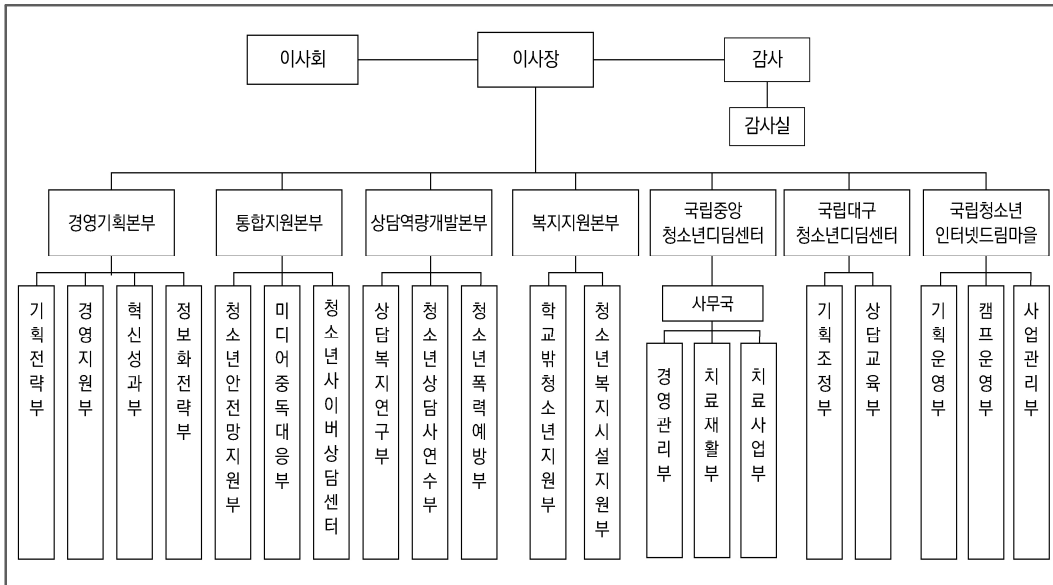 이사회
이사장
감사
감사실
경영기획본부
통합지원본부
상담역량개발본부
복지지원본부
국립중앙
청소년디딤센터
국립대구
청소년디딤센터
국립청소년
인터넷드림마을
기획전략부
경영지원부
혁신성과부
정보화전략부
청소년안전망지원부
미디어중독대응부
청소년사이버상담센터
상담복지연구부
청소년상담사연수부
청소년폭력예방부
학교밖청소년지원부
청소년복지시설지원부
사무국
경영관리부
치료재활부
치료사업부
기획조정부
상담교육부
기획운영부
캠프운영부
사업관리부